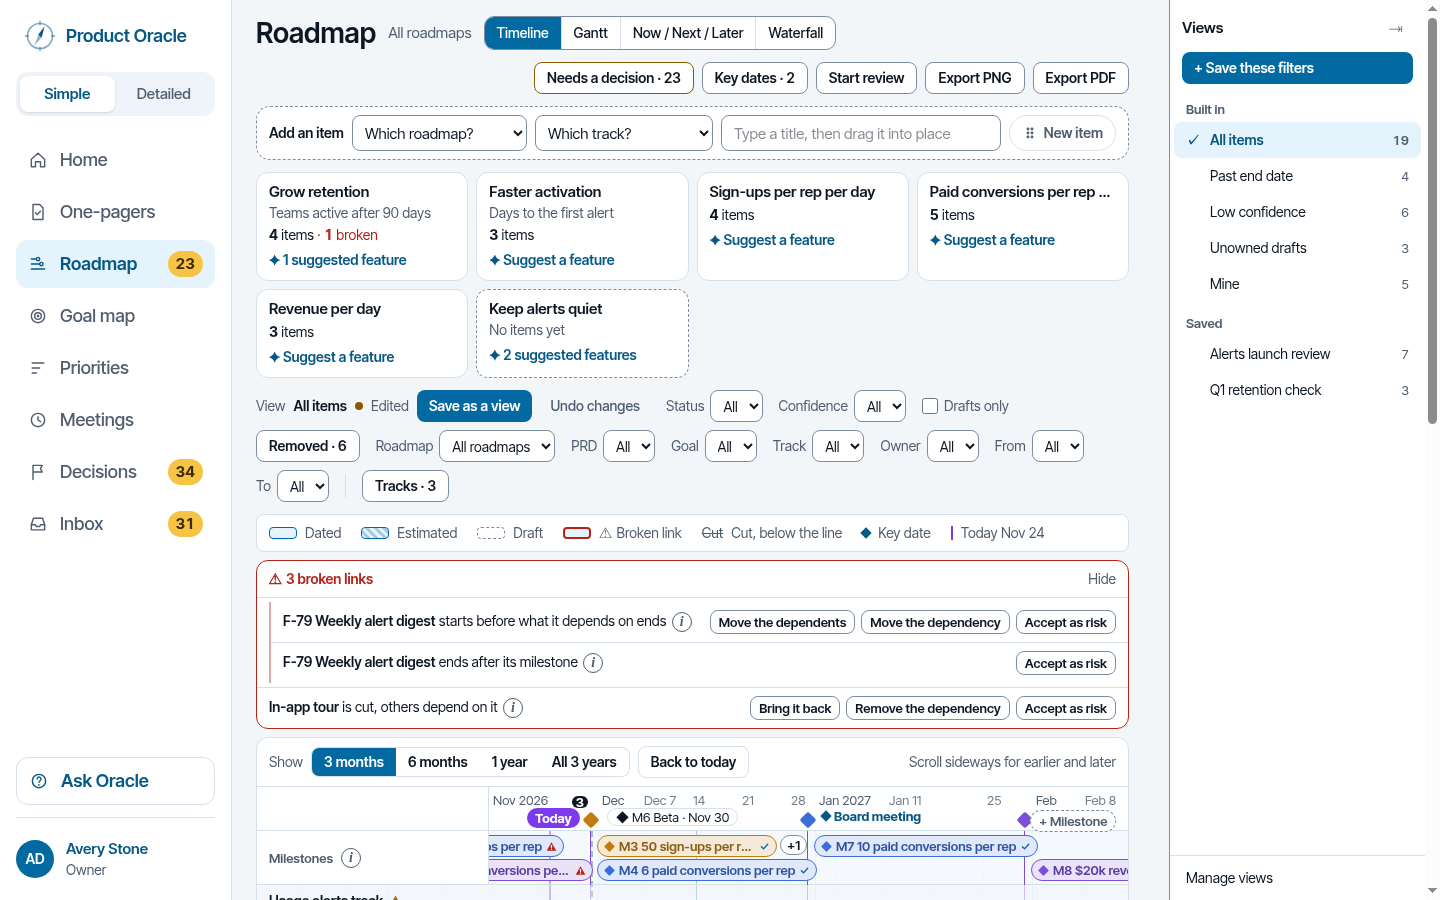 Product Oracle
Simple
Detailed
Home
One-pagers
Roadmap 23
Goal map
Priorities
Meetings
Decisions 34
Inbox 31
Ask Oracle
AD
Avery Stone
Owner
Roadmap All roadmaps
Timeline Gantt Now / Next / Later Waterfall
Needs a decision · 23 Key dates · 2 Start review Export PNG Export PDF
Add an item Which roadmap? Which track? Type a title, then drag it into place New item
Grow retention
Teams active after 90 days
4 items · 1 broken
1 suggested feature
Faster activation
Days to the first alert
3 items
Suggest a feature
Sign-ups per rep per day
4 items
Suggest a feature
Paid conversions per rep ...
5 items
Suggest a feature
Revenue per day
3 items
Suggest a feature
Keep alerts quiet
No items yet
2 suggested features
View All items Edited Save as a view Undo changes Status All Confidence All Drafts only
Removed · 6 Roadmap All roadmaps PRD All Goal All Track All Owner All From All
To All Tracks · 3
Dated Estimated Draft Broken link Cut Cut, below the line Key date Today Nov 24
3 broken links Hide
F-79 Weekly alert digest starts before what it depends on ends i Move the dependents Move the dependency Accept as risk
F-79 Weekly alert digest ends after its milestone i Accept as risk
In-app tour is cut, others depend on it i Bring it back Remove the dependency Accept as risk
Show 3 months 6 months 1 year All 3 years Back to today Scroll sideways for earlier and later
Nov 2026 3 Dec Dec 7 14 21 28 Jan 2027 Jan 11 25 Feb Feb 8
Today M6 Beta · Nov 30 Board meeting + Milestone
Milestones i
s per rep M3 50 sign-ups per r... +1 M7 10 paid conversions per rep
versions pe... M4 6 paid conversions per rep M8 $20k rev
Usage alerts track
Views
+ Save these filters
Built in
All items 19
Past end date 4
Low confidence 6
Unowned drafts 3
Mine 5
Saved
Alerts launch review 7
Q1 retention check 3
Manage views